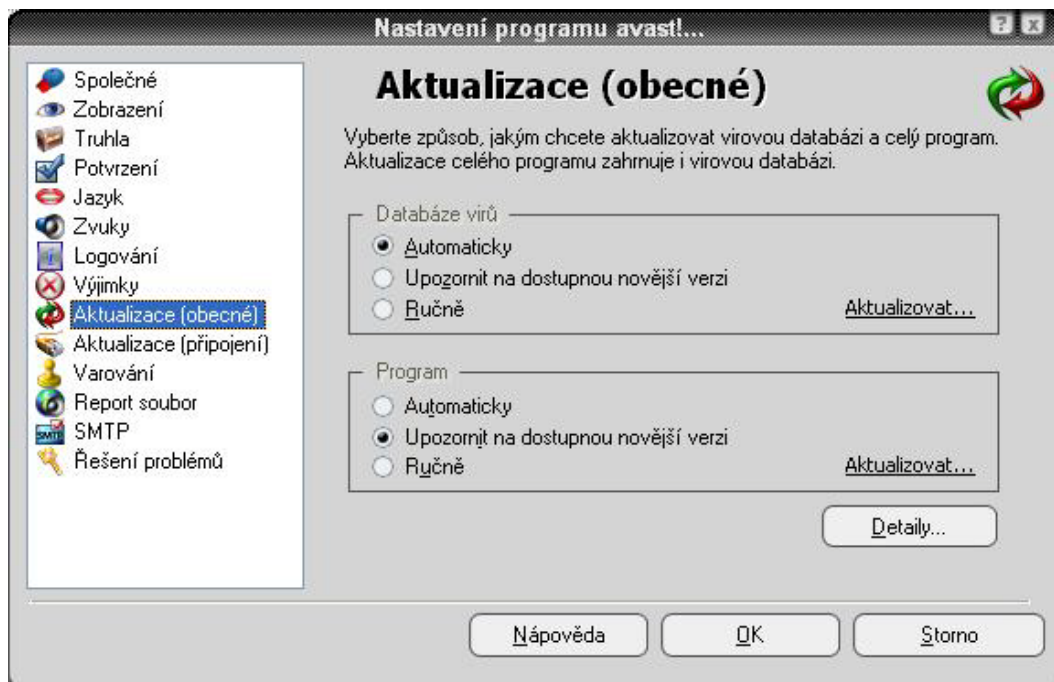 Nastavení programu avast!...
Společné
Zobrazení
Truhla
Potvrzení
Jazyk
Zvuky
Logování
Výjimky
Aktualizace (obecné)
Aktualizace (připojení)
Varování
Report soubor
SMTP
Řešení problémů
Aktualizace (obecné)
Vyberte způsob, jakým chcete aktualizovat virovou databázi a celý program.
Aktualizace celého programu zahrnuje i virovou databázi.
Databáze virů
Automaticky
Upozornit na dostupnou novější verzi
Ručně
Aktualizovat...
Program
Automaticky
Upozornit na dostupnou novější verzi
Ručně
Aktualizovat...
Detaily...
Nápověda
OK
Storno